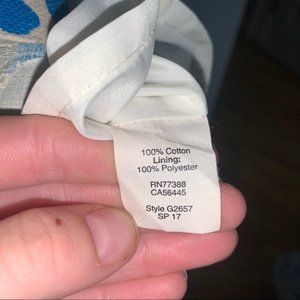 100% Cotton
Lining:
100% Polyester
RN77388
CA56445
Style G2657
SP 17